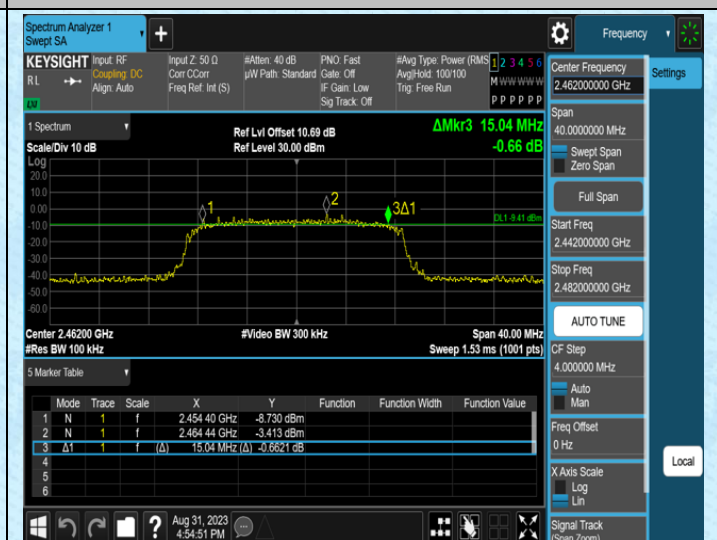 Spectrum Analyzer 1
Swept SA
Frequency
KEYSIGHT
Input: RF
Coupling: DC
Align: Auto
Input Z: 50 Ω
Corr CCorr
Freq Ref: Int (S)
#Atten: 40 dB
µW Path: Standard
PNO: Fast
Gate: Off
IF Gain: Low
Sig Track: Off
#Avg Type: Power (RMS
Avg|Hold: 100/100
Trig: Free Run
1 2 3 4 5 6
M W W W W W
P P P P P P
R L
LXI
Center Frequency
2.462000000 GHz
Settings
Span
40.0000000 MHz
Swept Span
Zero Span
Full Span
Start Freq
2.442000000 GHz
Stop Freq
2.482000000 GHz
AUTO TUNE
CF Step
4.000000 MHz
Auto
Man
Freq Offset
0 Hz
X Axis Scale
Log
Lin
Signal Track
(Span Zoom)
Local
1 Spectrum
Scale/Div 10 dB
Ref Lvl Offset 10.69 dB
Ref Level 30.00 dBm
ΔMkr3 15.04 MHz
-0.66 dB
Log
20.0
10.0
0.00
-10.0
-20.0
-30.0
-40.0
-50.0
-60.0
1
2
3Δ1
DL1 -9.41 dBm
Center 2.46200 GHz
#Video BW 300 kHz
Span 40.00 MHz
#Res BW 100 kHz
Sweep 1.53 ms (1001 pts)
5 Marker Table
Mode Trace Scale X Y Function Function Width Function Value
1 N 1 f 2.454 40 GHz -8.730 dBm
2 N 1 f 2.464 44 GHz -3.413 dBm
3 Δ1 1 f (Δ) 15.04 MHz (Δ) -0.6621 dB
4
5
6
?
Aug 31, 2023
4:54:51 PM